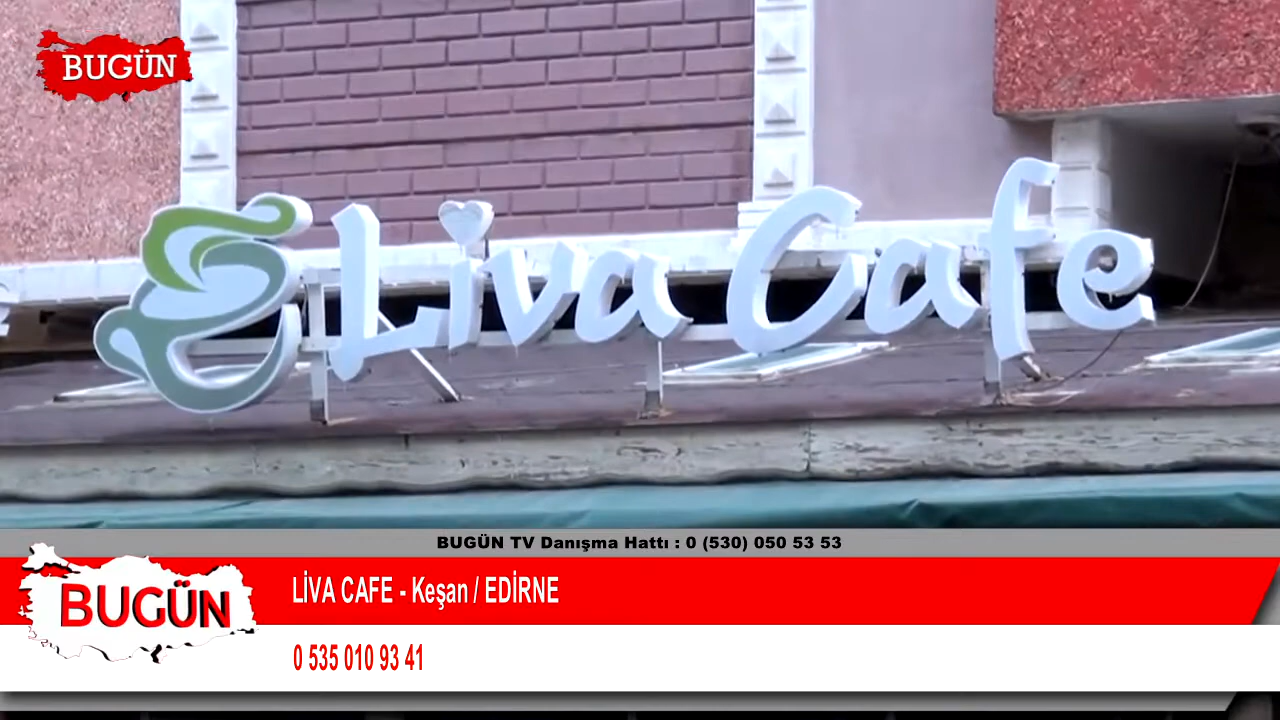 BUGÜN
Liva Cafe
BUGÜN TV Danışma Hattı : 0 (530) 050 53 53
BUGÜN
LİVA CAFE - Keşan / EDİRNE
0 535 010 93 41